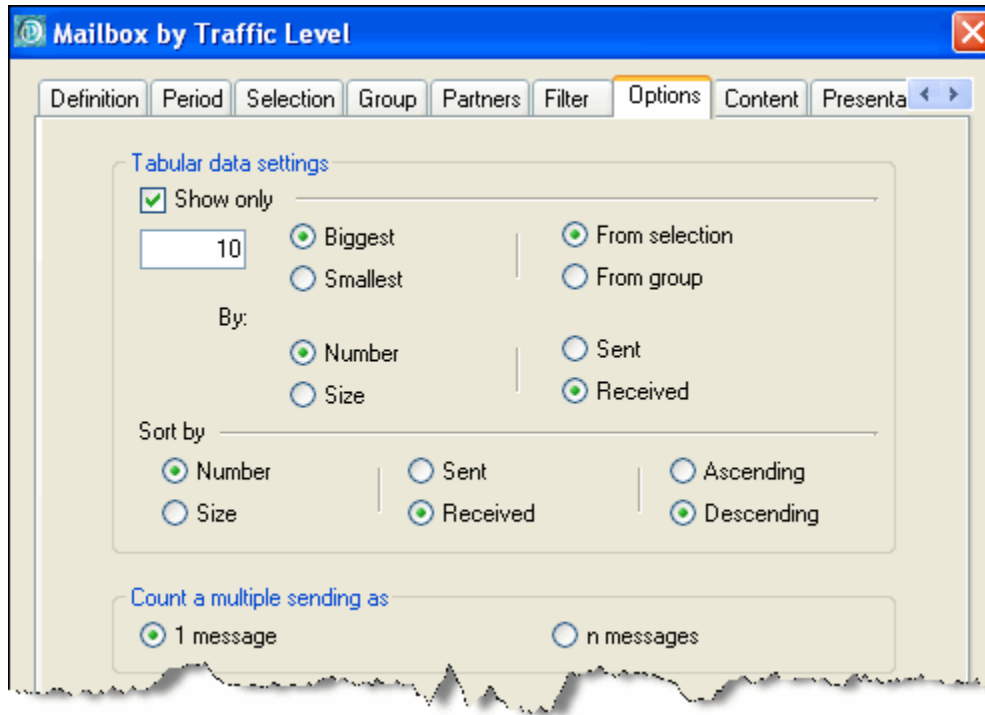 Mailbox by Traffic Level
Definition Period Selection Group Partners Filter Options Content Presenta
Tabular data settings
Show only
10 Biggest From selection
Smallest From group
By:
Number Sent
Size Received
Sort by
Number Sent Ascending
Size Received Descending
Count a multiple sending as
1 message n messages